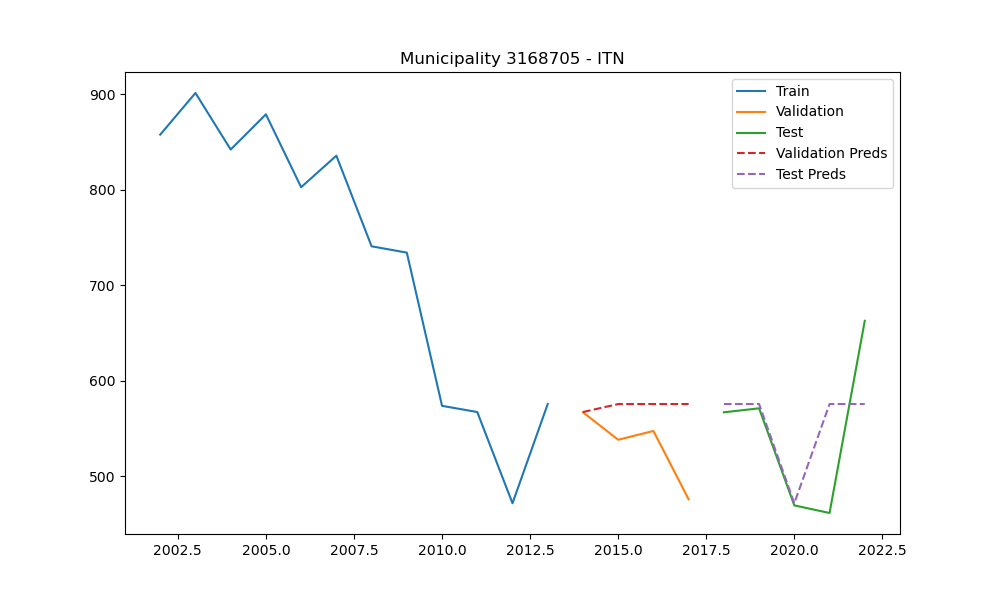 Municipality 3168705 - ITN
900
800
700
600
500
2002.5 2005.0 2007.5 2010.0 2012.5 2015.0 2017.5 2020.0 2022.5
Train
Validation
Test
Validation Preds
Test Preds